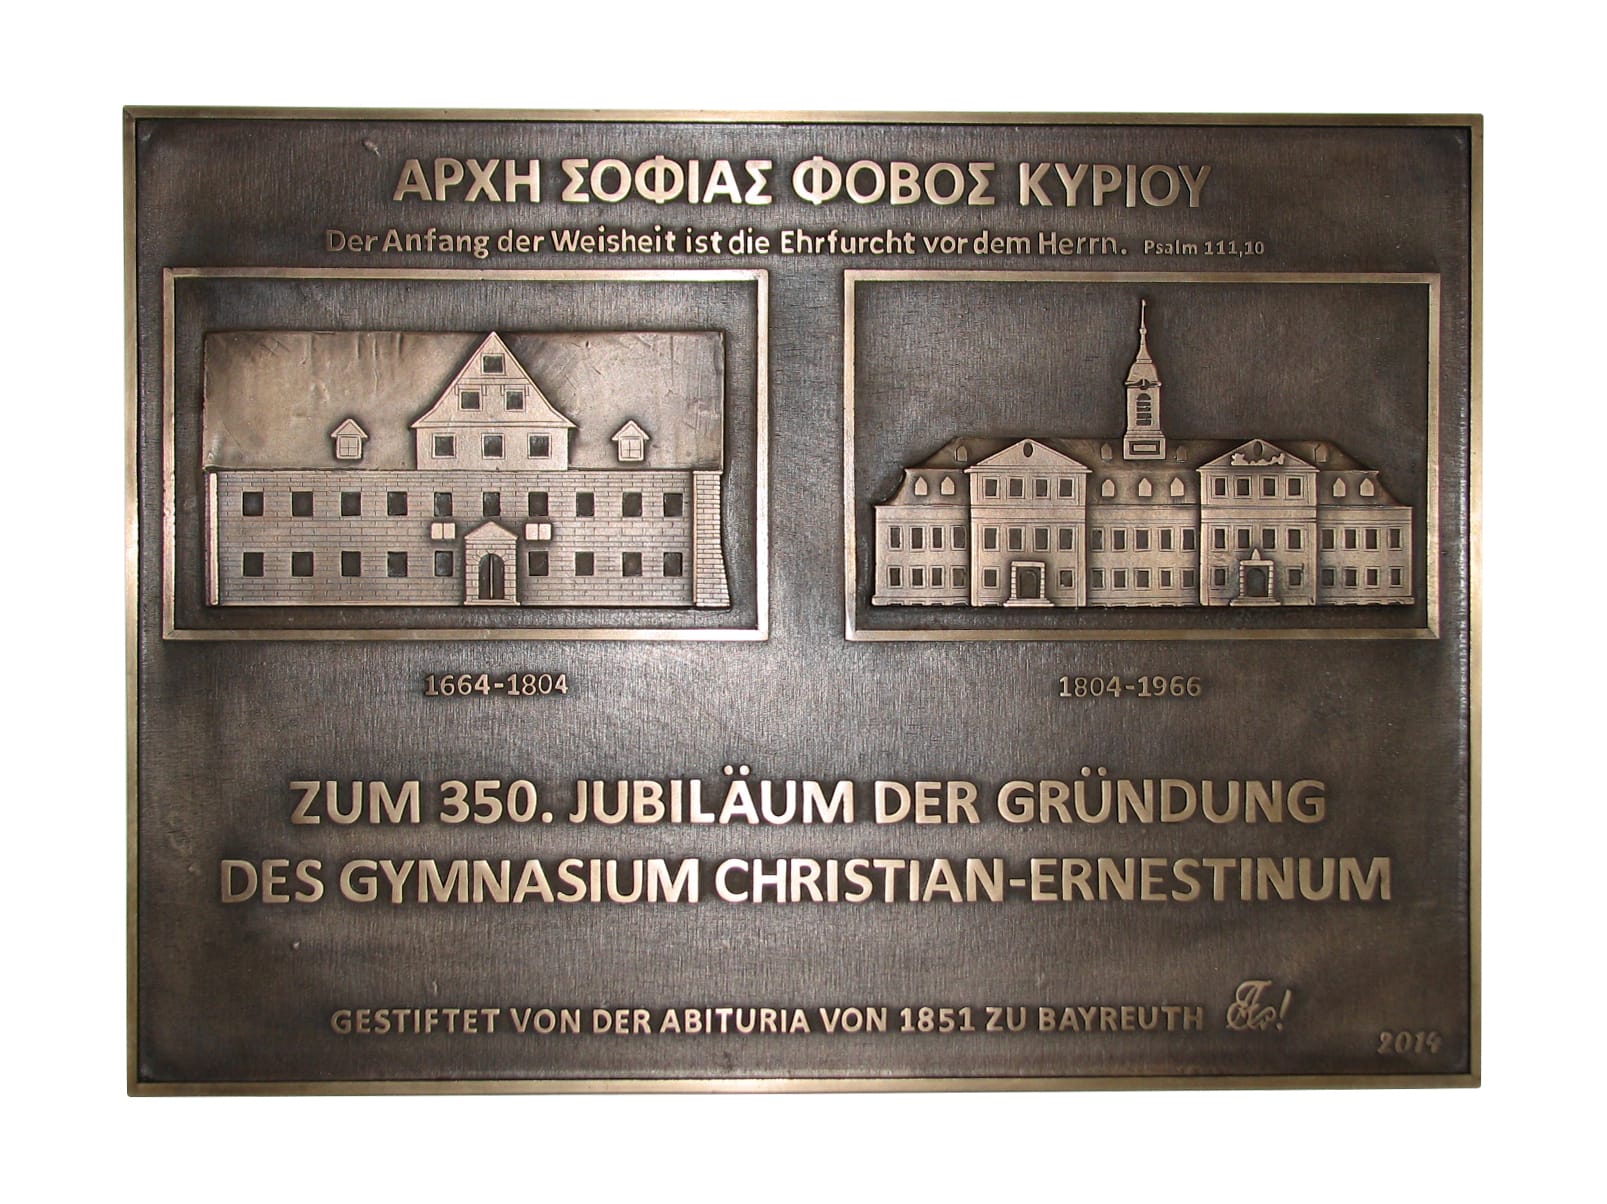 ΑΡΧΗ ΣΟΦΙΑΣ ΦΟΒΟΣ ΚΥΡΙΟΥ
Der Anfang der Weisheit ist die Ehrfurcht vor dem Herrn. Psalm 111,10
1664-1804
1804-1966
ZUM 350. JUBILÄUM DER GRÜNDUNG
DES GYMNASIUM CHRISTIAN-ERNESTINUM
GESTIFTET VON DER ABITURIA VON 1851 ZU BAYREUTH
2014